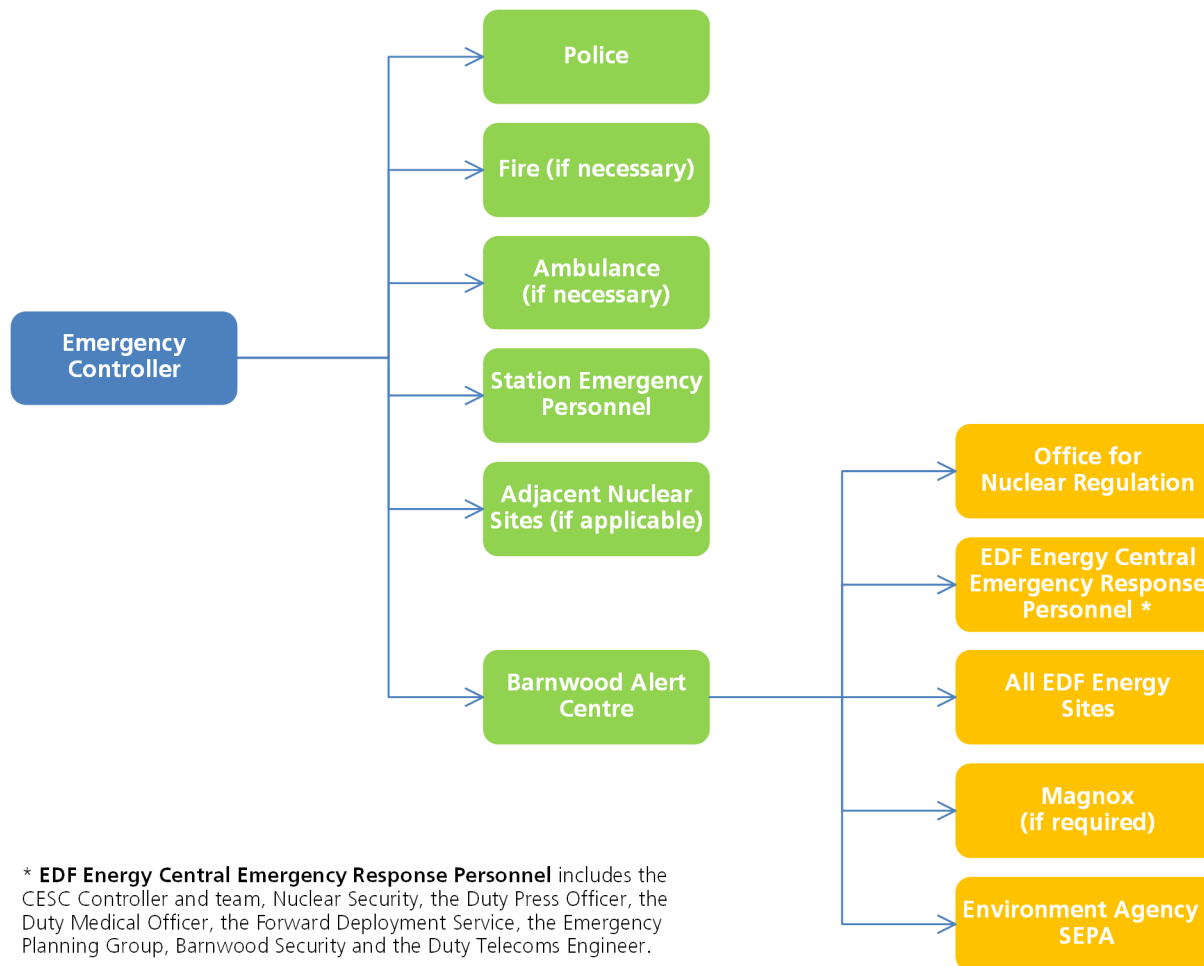 Police
Fire (if necessary)
Ambulance
(if necessary)
Emergency
Controller
Station Emergency
Personnel
Adjacent Nuclear
Sites (if applicable)
Barnwood Alert
Centre
Office for
Nuclear Regulation
EDF Energy Central
Emergency Response
Personnel *
All EDF Energy
Sites
Magnox
(if required)
Environment Agency
SEPA
* EDF Energy Central Emergency Response Personnel includes the
CESC Controller and team, Nuclear Security, the Duty Press Officer, the
Duty Medical Officer, the Forward Deployment Service, the Emergency
Planning Group, Barnwood Security and the Duty Telecoms Engineer.